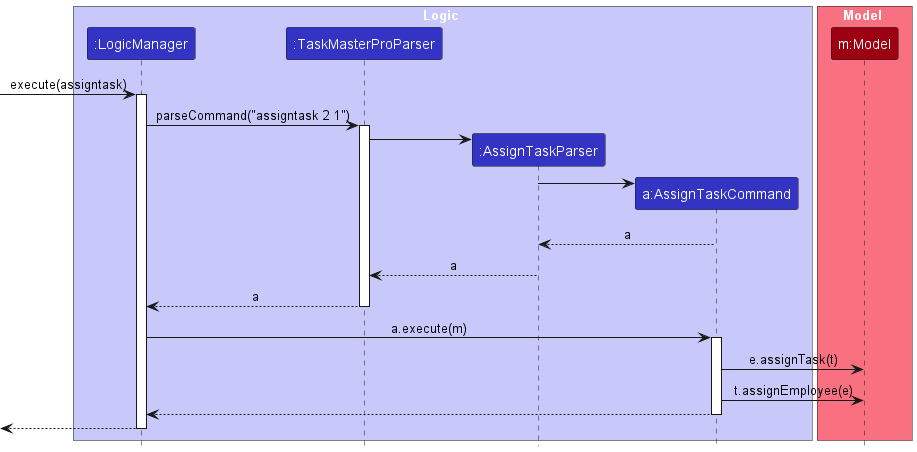 Logic
Model
:LogicManager
:TaskMasterProParser
m:Model
execute(assigntask)
parseCommand("assigntask 2 1")
:AssignTaskParser
a:AssignTaskCommand
a
a
a
a.execute(m)
e.assignTask(t)
t.assignEmployee(e)